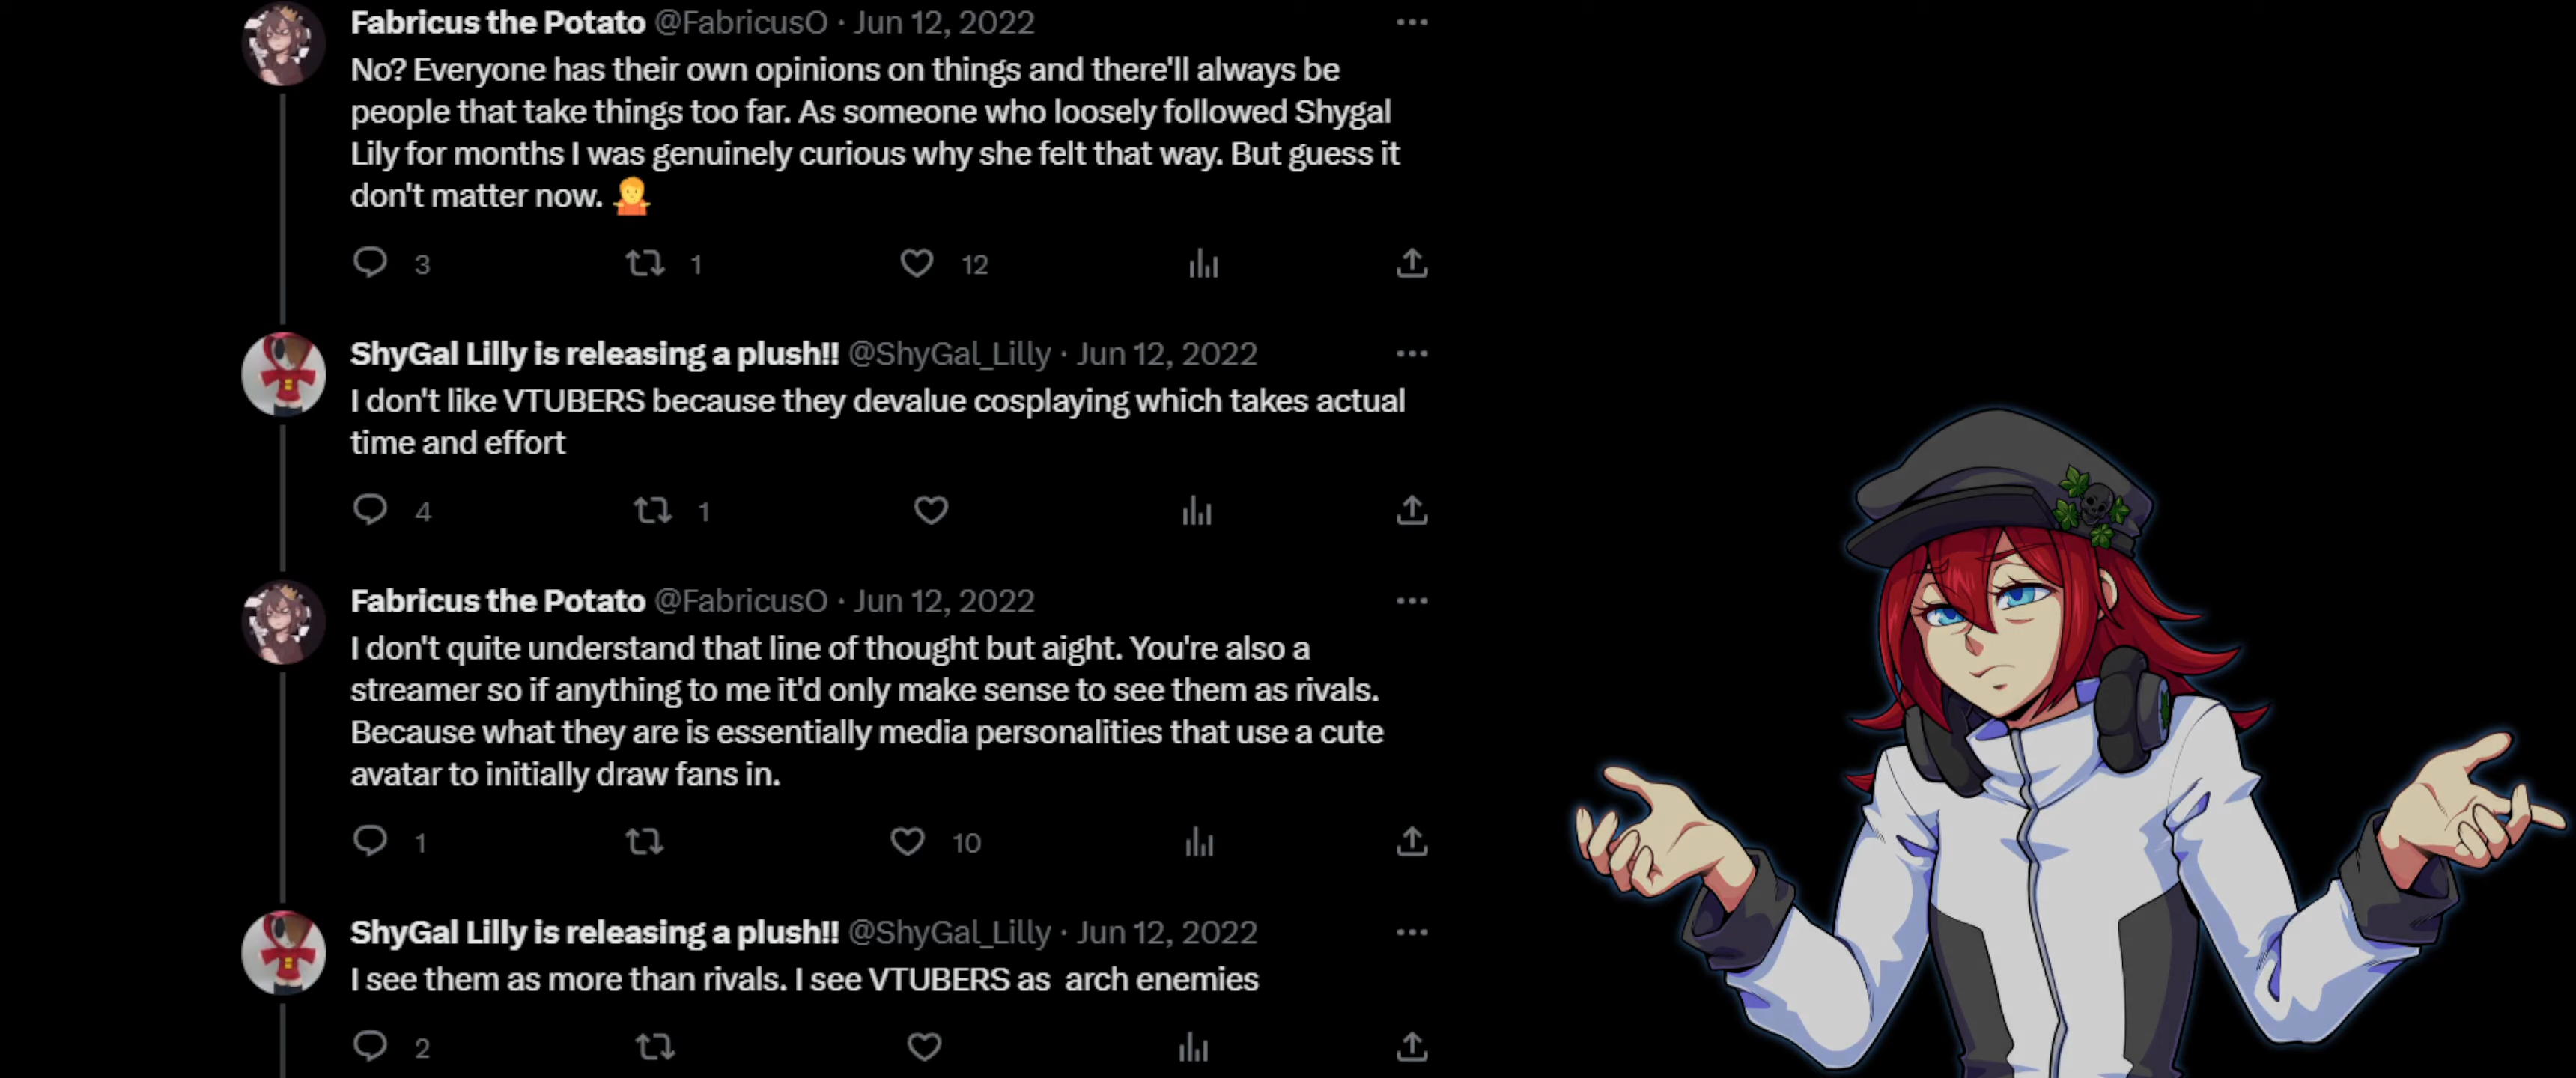 Fabricus the Potato @FabricusO · Jun 12, 2022
No? Everyone has their own opinions on things and there'll always be
people that take things too far. As someone who loosely followed Shygal
Lily for months I was genuinely curious why she felt that way. But guess it
don't matter now. 🤷
3 1 12
ShyGal Lilly is releasing a plush!! @ShyGal_Lilly · Jun 12, 2022
I don't like VTUBERS because they devalue cosplaying which takes actual
time and effort
4 1
Fabricus the Potato @FabricusO · Jun 12, 2022
I don't quite understand that line of thought but aight. You're also a
streamer so if anything to me it'd only make sense to see them as rivals.
Because what they are is essentially media personalities that use a cute
avatar to initially draw fans in.
1 10
ShyGal Lilly is releasing a plush!! @ShyGal_Lilly · Jun 12, 2022
I see them as more than rivals. I see VTUBERS as  arch enemies
2